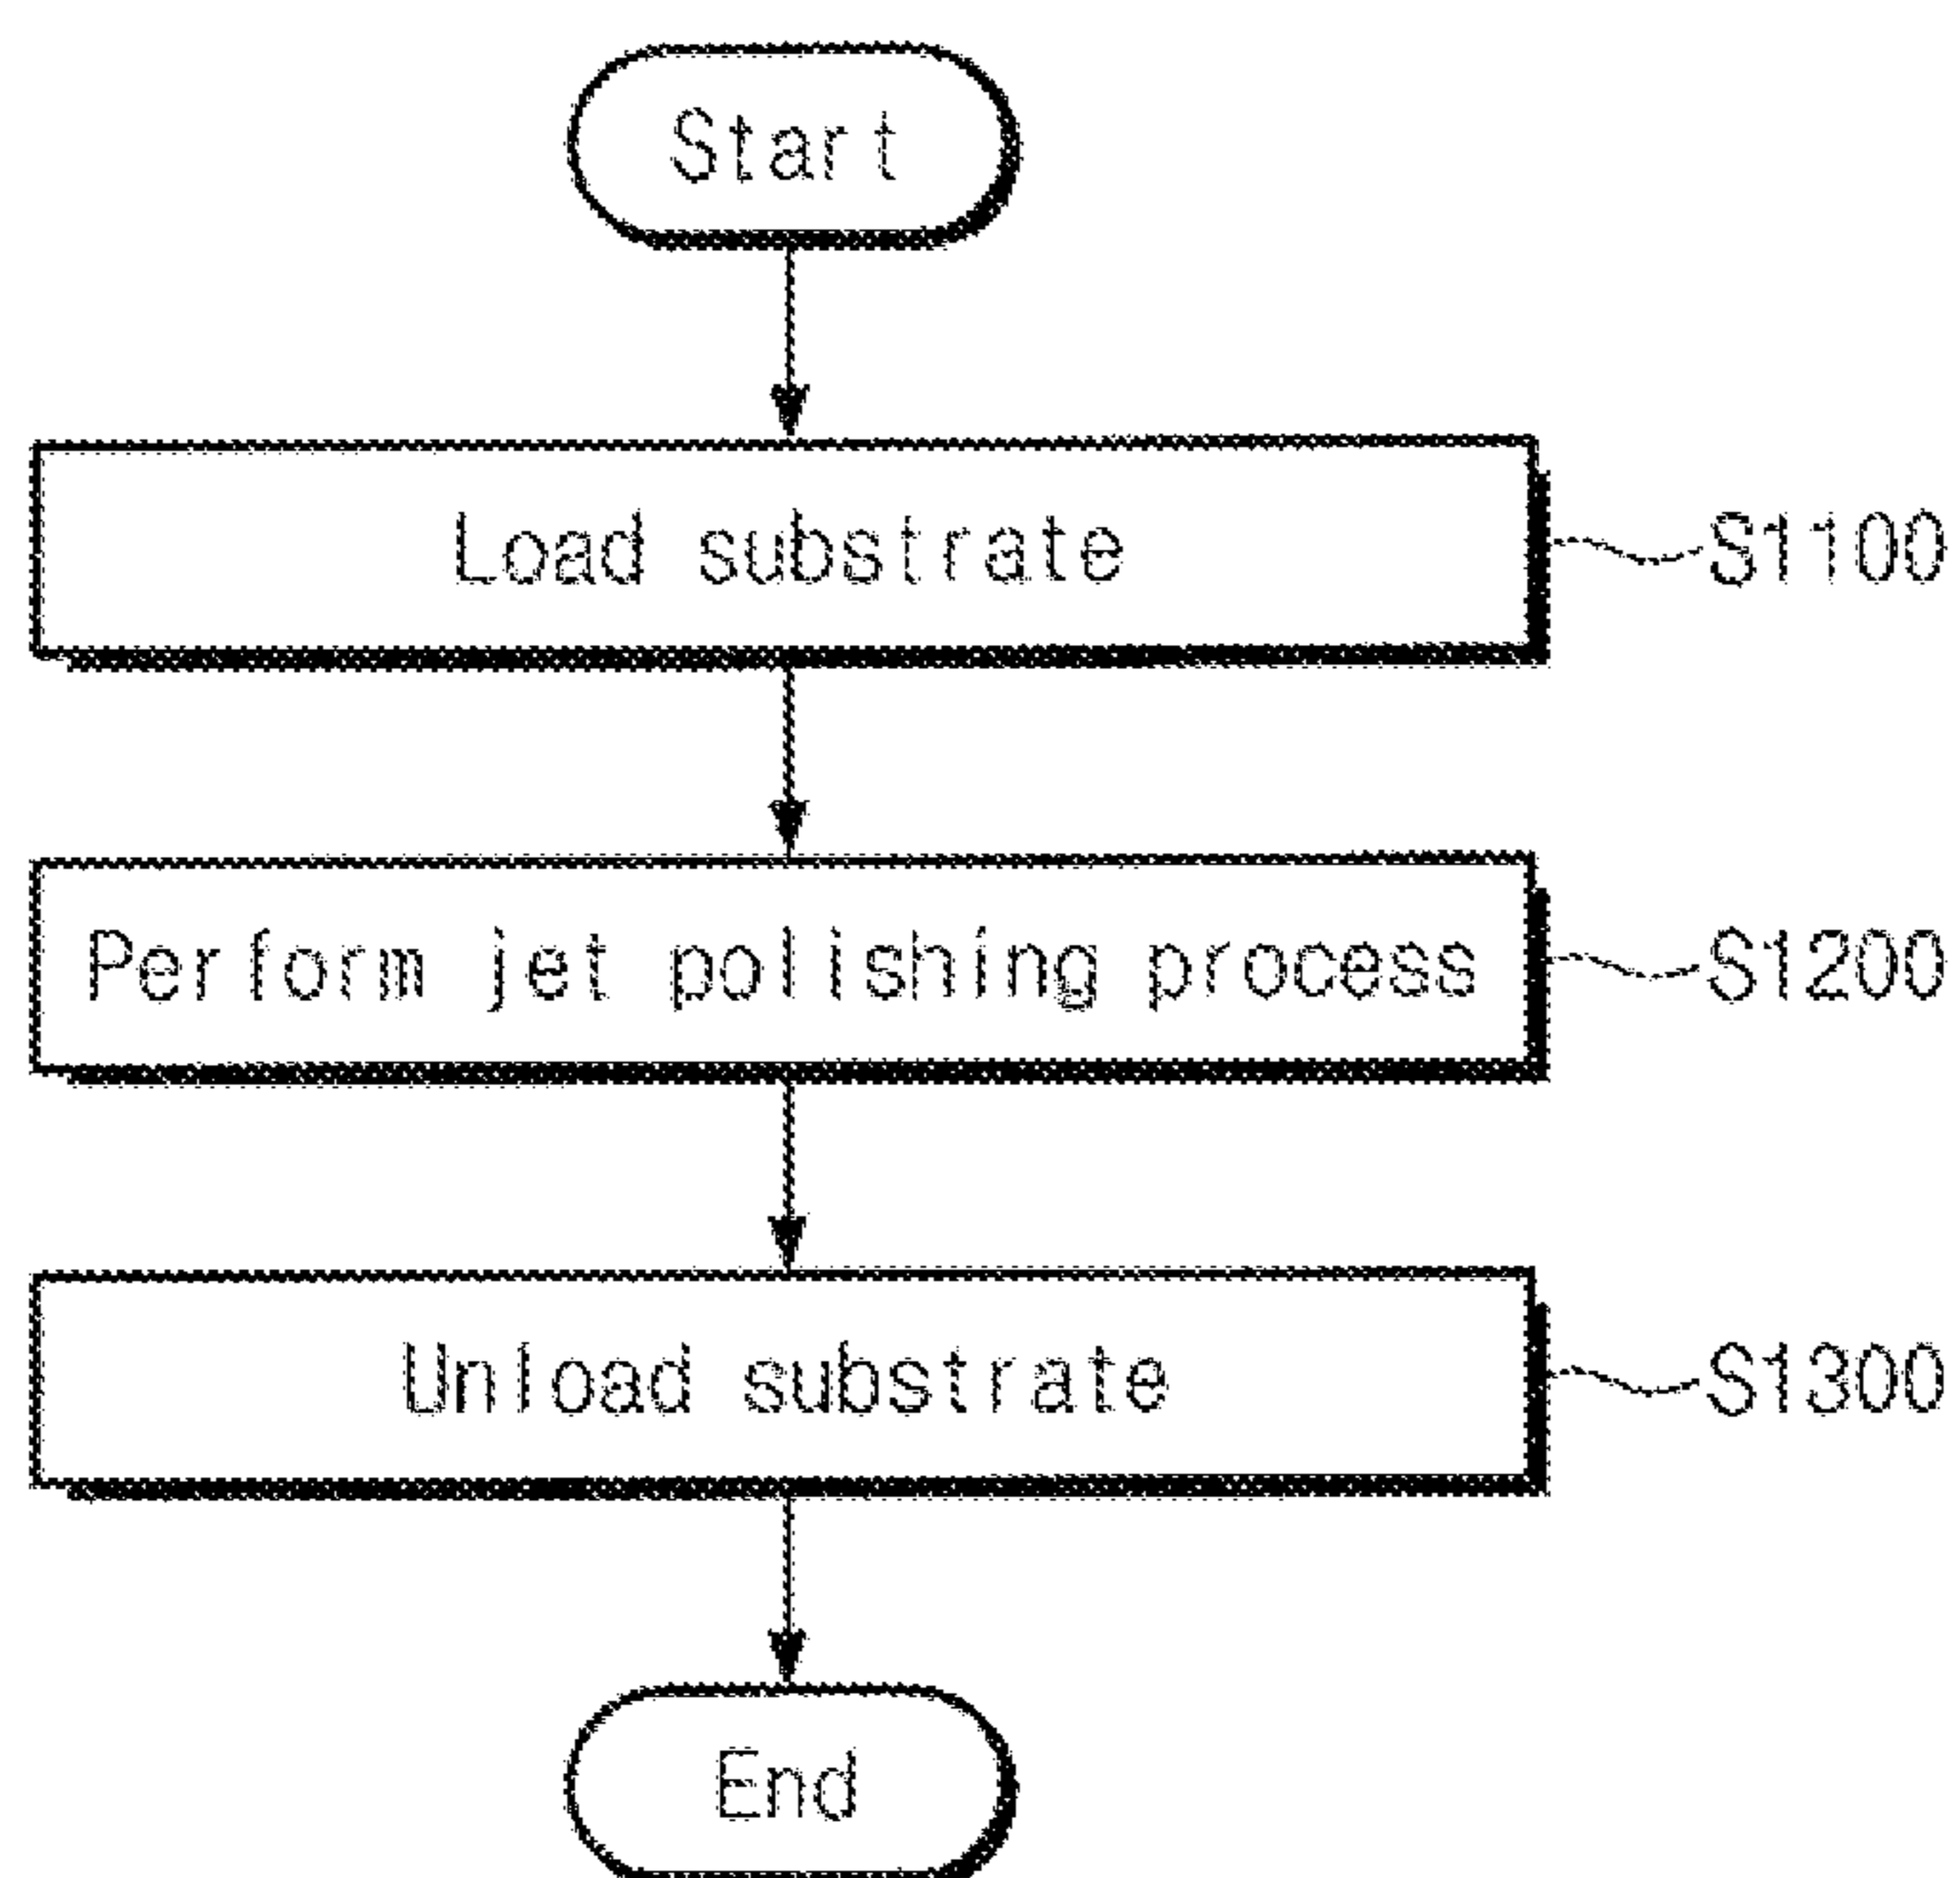 Start
Load substrate
S1100
Perform jet polishing process
S1200
Unload substrate
S1300
End